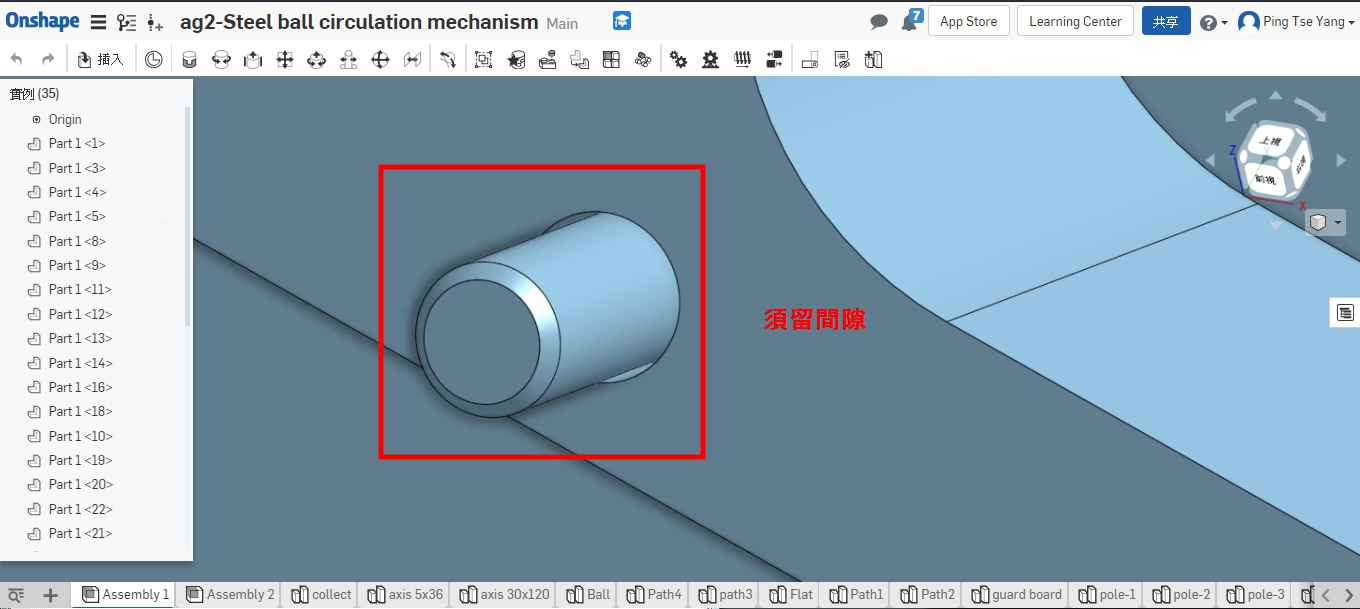 Onshape
ag2-Steel ball circulation mechanism Main
7
App Store
Learning Center
共享
Ping Tse Yang
插入
實例 (35)
Origin
Part 1 <1>
Part 1 <3>
Part 1 <4>
Part 1 <5>
Part 1 <8>
Part 1 <9>
Part 1 <11>
Part 1 <12>
Part 1 <13>
Part 1 <14>
Part 1 <16>
Part 1 <18>
Part 1 <10>
Part 1 <19>
Part 1 <20>
Part 1 <22>
Part 1 <21>
須留間隙
上視
前視
Z
X
Assembly 1
Assembly 2
collect
axis 5x36
axis 30x120
Ball
Path4
path3
Flat
Path1
Path2
guard board
pole-1
pole-2
pole-3